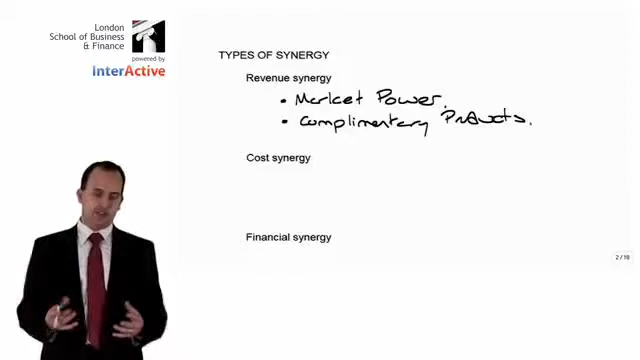 London
School of Business
& Finance
powered by
InterActive
TYPES OF SYNERGY
Revenue synergy
• Market Power.
• Complimentary Products.
Cost synergy
Financial synergy
2 / 19